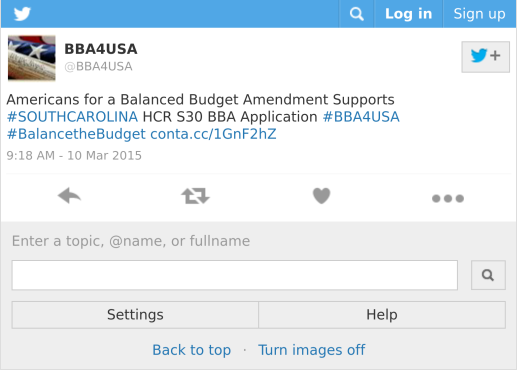 Log in
Sign up
BBA4USA
@BBA4USA
+
Americans for a Balanced Budget Amendment Supports
#SOUTHCAROLINA HCR S30 BBA Application #BBA4USA
#BalancetheBudget conta.cc/1GnF2hZ
9:18 AM - 10 Mar 2015
Enter a topic, @name, or fullname
Settings
Help
Back to top · Turn images off